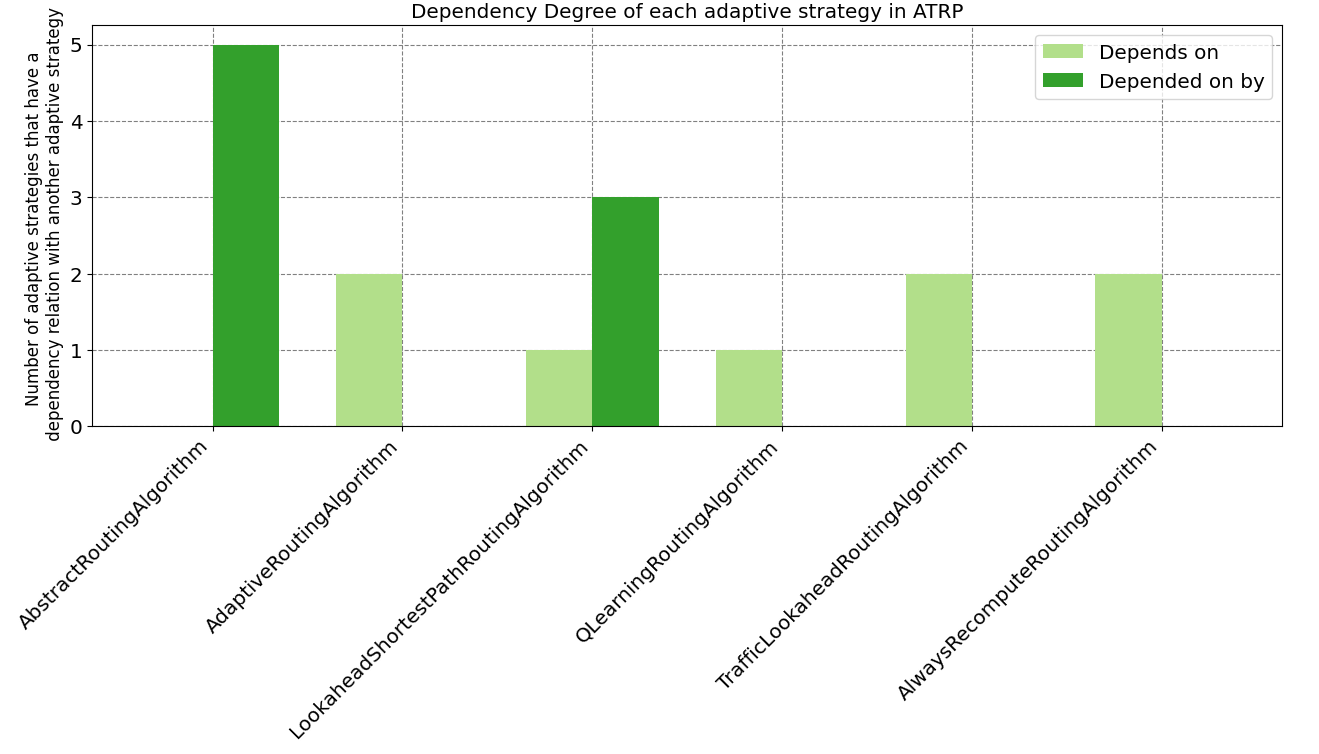 Dependency Degree of each adaptive strategy in ATRP
Number of adaptive strategies that have a
dependency relation with another adaptive strategy
5
4
3
2
1
0
Depends on
Depended on by
AbstractRoutingAlgorithm
AdaptiveRoutingAlgorithm
LookaheadShortestPathRoutingAlgorithm
QLearningRoutingAlgorithm
TrafficLookaheadRoutingAlgorithm
AlwaysRecomputeRoutingAlgorithm